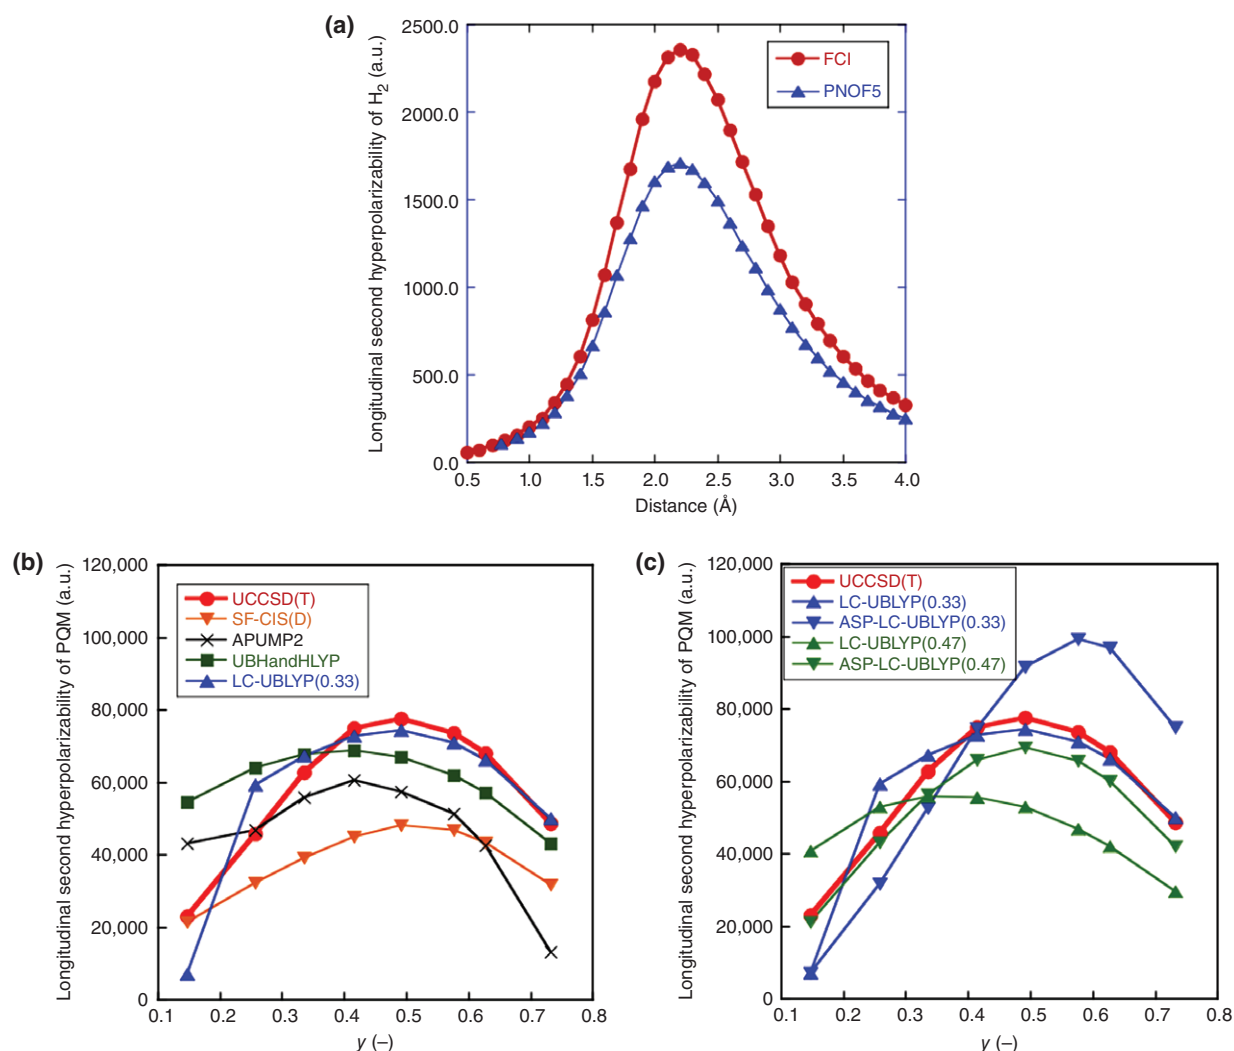 (a)
Longitudinal second hyperpolarizability of H2 (a.u.)
2500.0
2000.0
1500.0
1000.0
500.0
0.0
FCI
PNOF5
0.5
1.0
1.5
2.0
2.5
3.0
3.5
4.0
Distance (Å)
(b)
Longitudinal second hyperpolarizability of PQM (a.u.)
120,000
100,000
80,000
60,000
40,000
20,000
0
UCCSD(T)
SF-CIS(D)
APUMP2
UBHandHLYP
LC-UBLYP(0.33)
0.1
0.2
0.3
0.4
0.5
0.6
0.7
0.8
y (–)
(c)
Longitudinal second hyperpolarizability of PQM (a.u.)
120,000
100,000
80,000
60,000
40,000
20,000
0
UCCSD(T)
LC-UBLYP(0.33)
ASP-LC-UBLYP(0.33)
LC-UBLYP(0.47)
ASP-LC-UBLYP(0.47)
0.1
0.2
0.3
0.4
0.5
0.6
0.7
0.8
y (–)